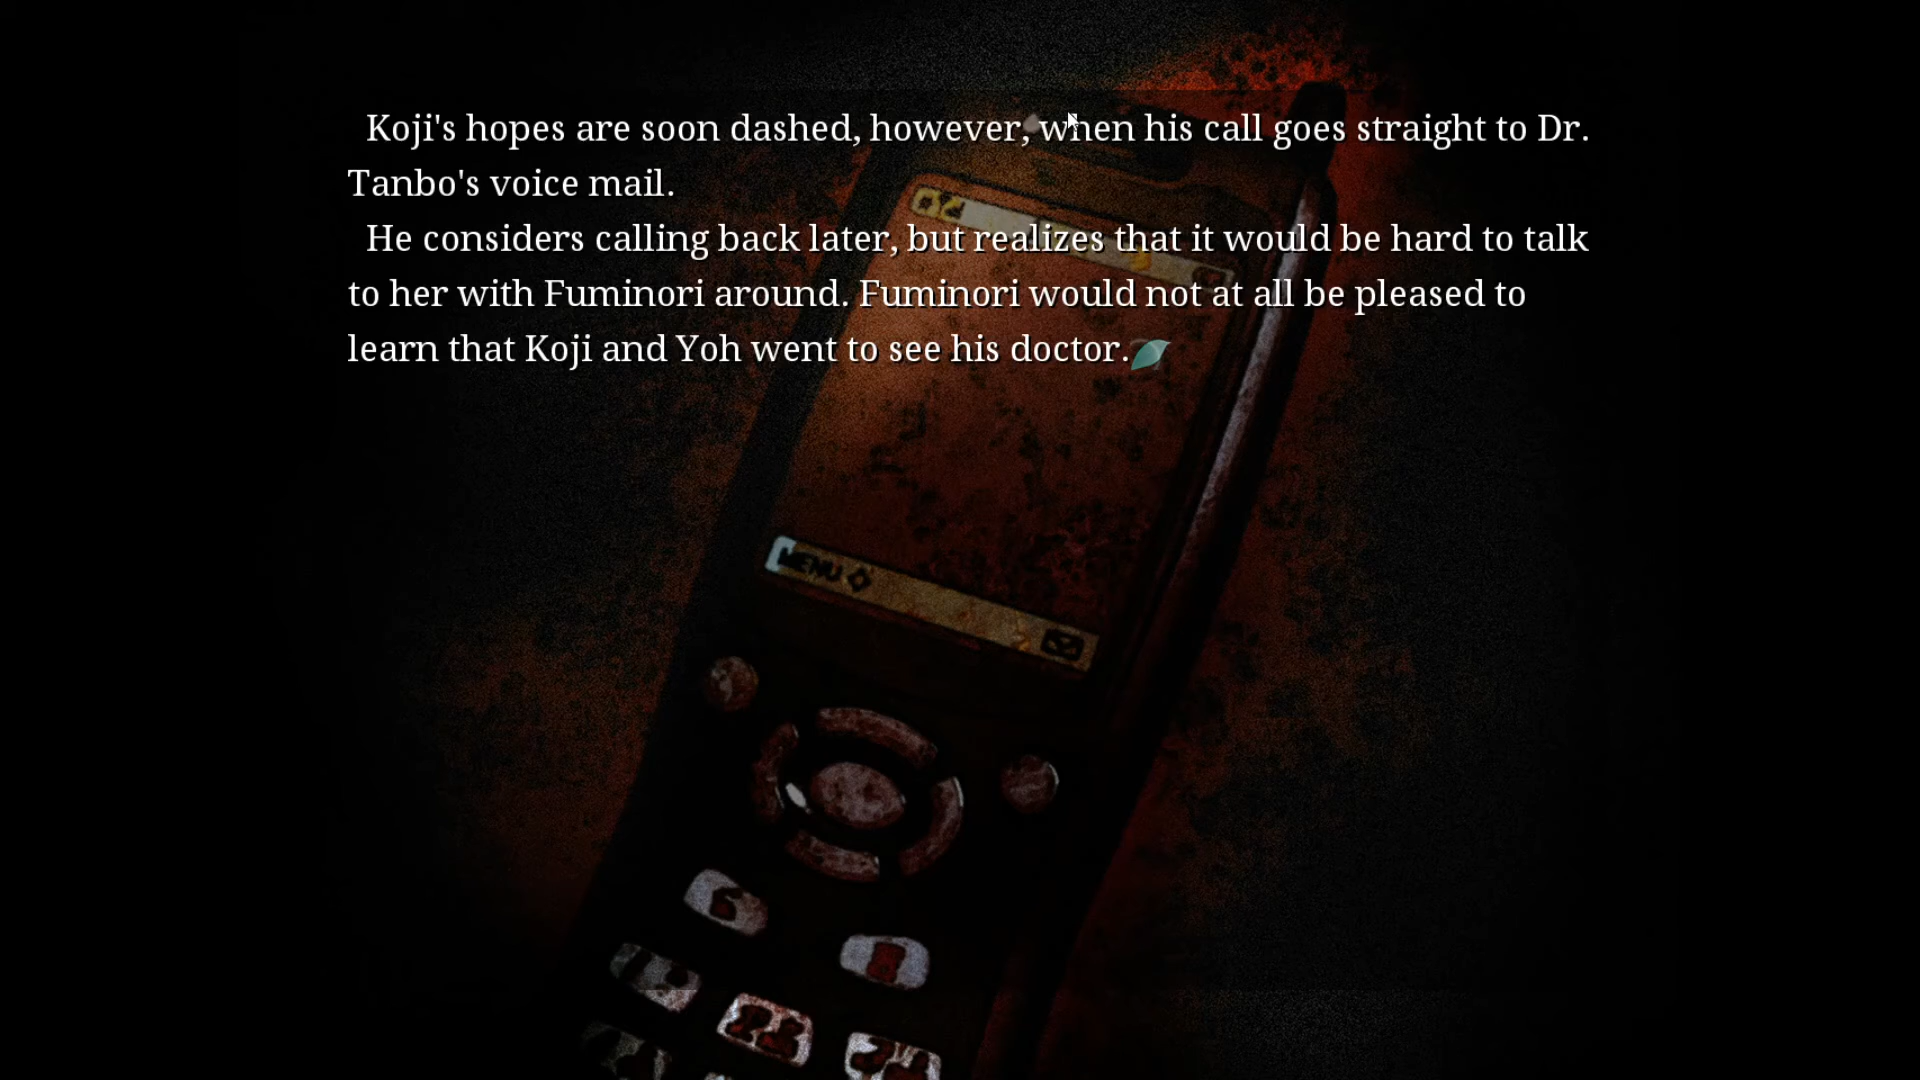 Koji's hopes are soon dashed, however, when his call goes straight to Dr.
Tanbo's voice mail.
He considers calling back later, but realizes that it would be hard to talk
to her with Fuminori around. Fuminori would not at all be pleased to
learn that Koji and Yoh went to see his doctor.
MENU